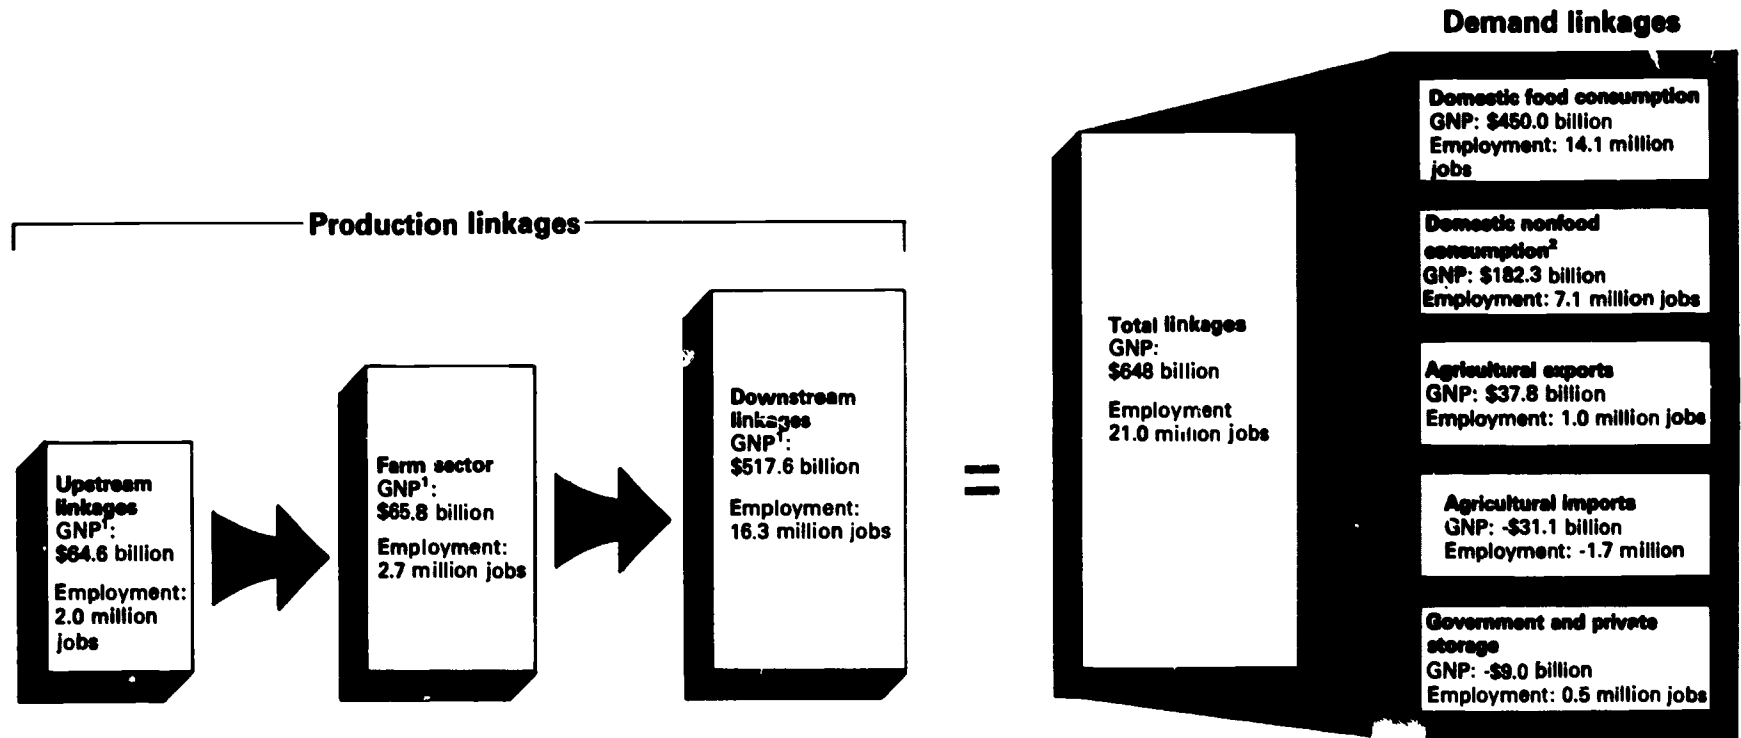 Demand linkages
Production linkages
Upstream
linkages
GNP¹:
$64.6 billion
Employment:
2.0 million
jobs
Farm sector
GNP¹:
$65.8 billion
Employment:
2.7 million jobs
Downstream
linkages
GNP¹:
$517.6 billion
Employment:
16.3 million jobs
=
Total linkages
GNP:
$648 billion
Employment
21.0 million jobs
Domestic food consumption
GNP: $450.0 billion
Employment: 14.1 million
jobs
Domestic nonfood
consumption²
GNP: $182.3 billion
Employment: 7.1 million jobs
Agricultural exports
GNP: $37.8 billion
Employment: 1.0 million jobs
Agricultural imports
GNP: -$31.1 billion
Employment: -1.7 million
Government and private
storage
GNP: -$9.0 billion
Employment: 0.5 million jobs